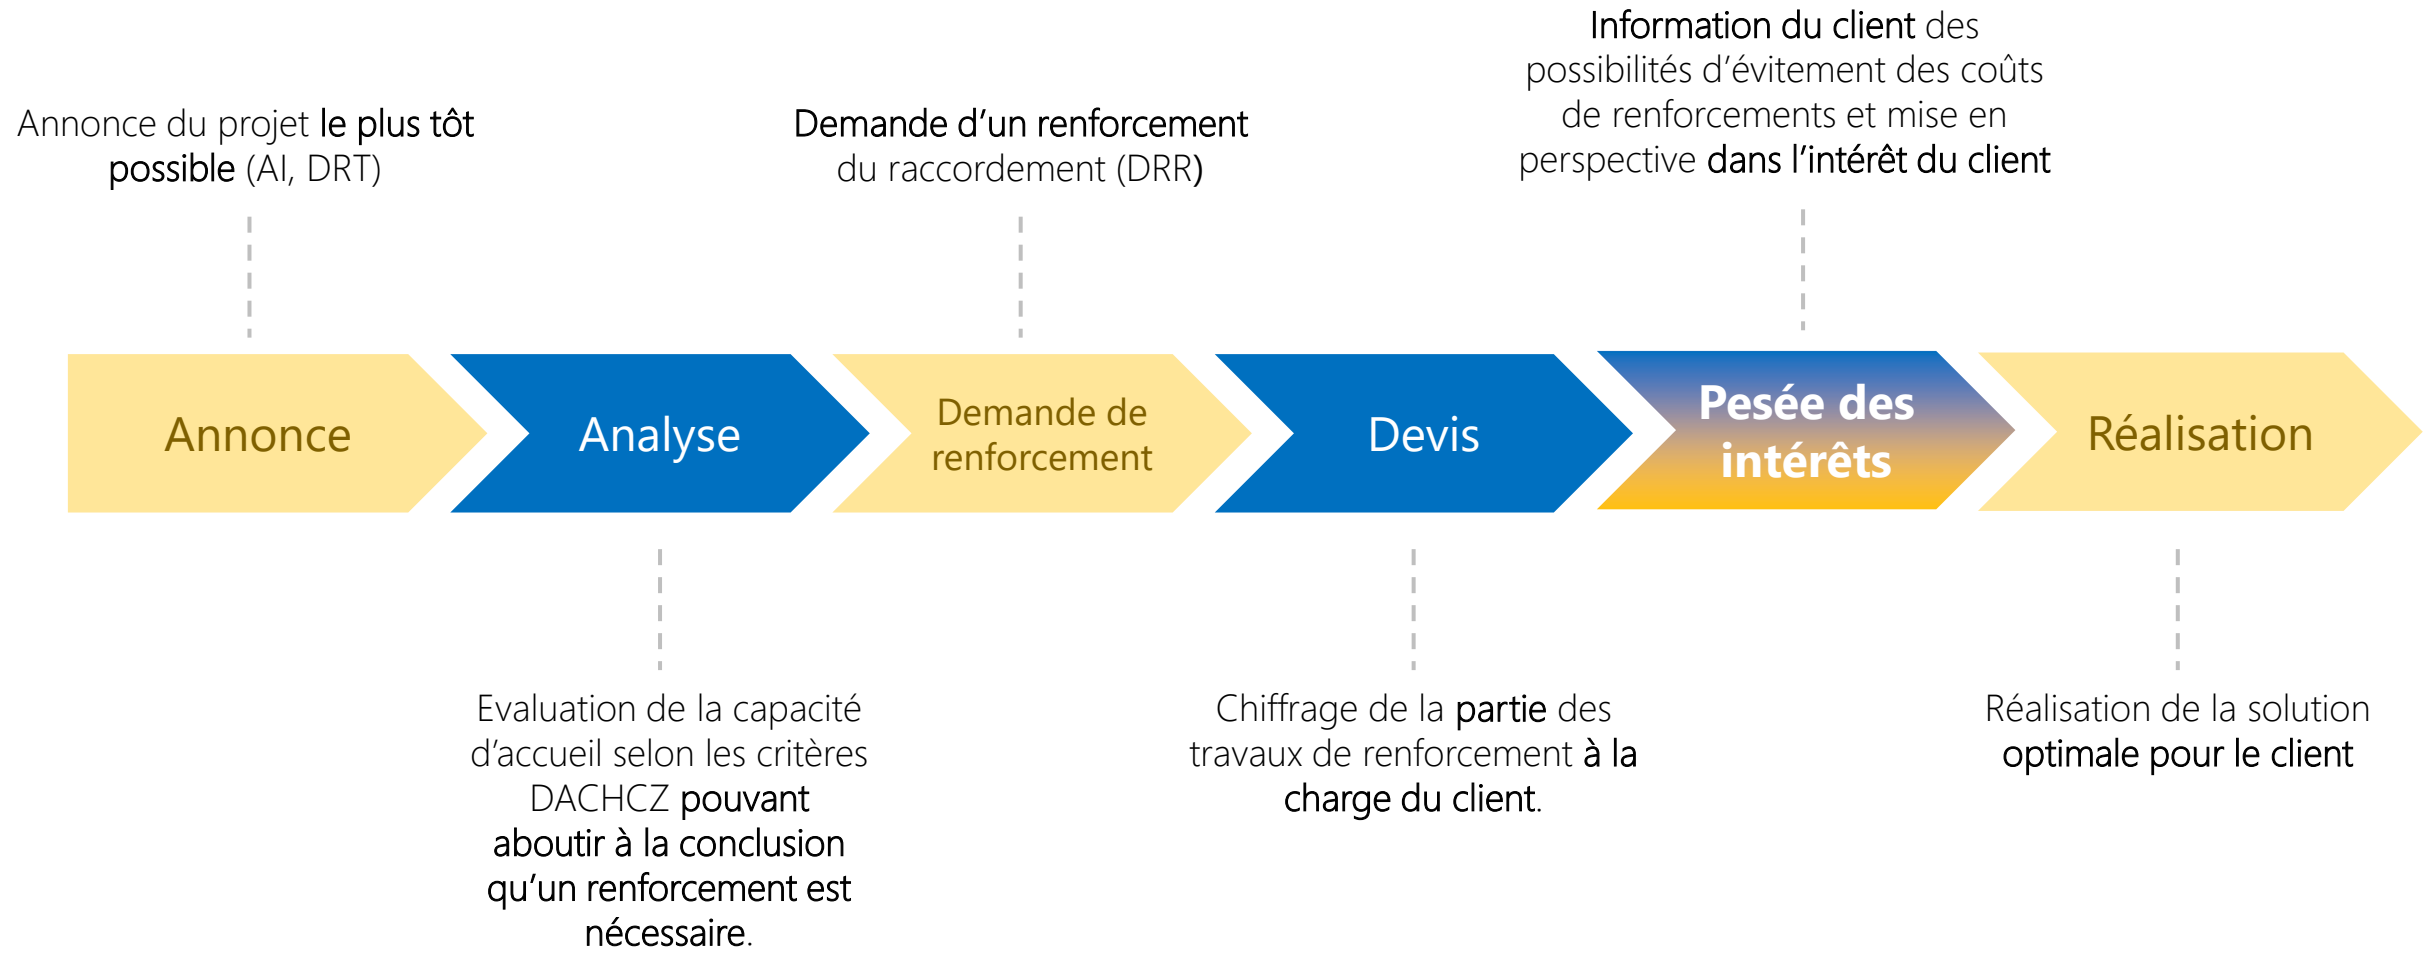 Information du client des
possibilités d’évitement des coûts
de renforcements et mise en
perspective dans l’intérêt du client
Annonce du projet le plus tôt
possible (AI, DRT)
Demande d’un renforcement
du raccordement (DRR)
Annonce
Analyse
Demande de
renforcement
Devis
Pesée des
intérêts
Réalisation
Evaluation de la capacité
d’accueil selon les critères
DACHCZ pouvant
aboutir à la conclusion
qu’un renforcement est
nécessaire.
Chiffrage de la partie des
travaux de renforcement à la
charge du client.
Réalisation de la solution
optimale pour le client